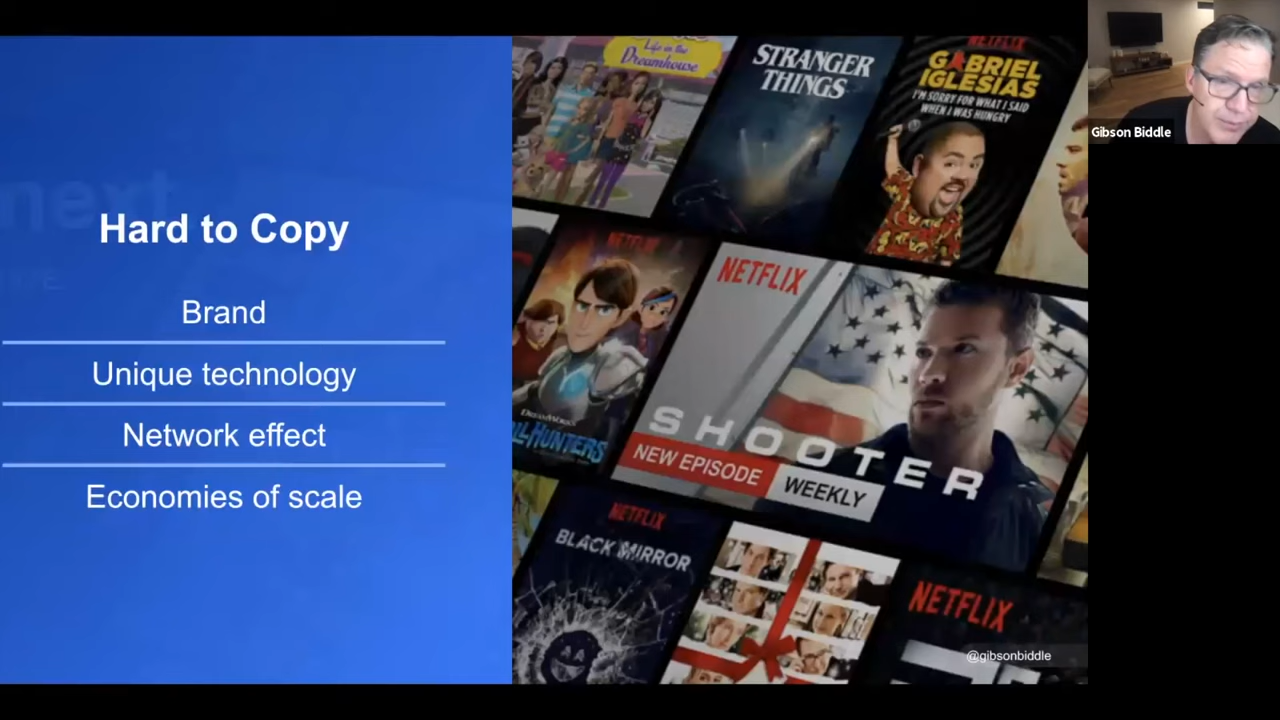 next
Hard to Copy
Brand
Unique technology
Network effect
Economies of scale
Life in the
Dreamhouse
STRANGER
THINGS
NETFLIX
GABRIEL
IGLESIAS
I'M SORRY FOR WHAT I SAID
WHEN I WAS HUNGRY
NETFLIX
DREAMWORKS
LLHUNTERS
NETFLIX
SHOOTER
NEW EPISODE
WEEKLY
NETFLIX
BLACK MIRROR
NETFLIX
@gibsonbiddle
Gibson Biddle